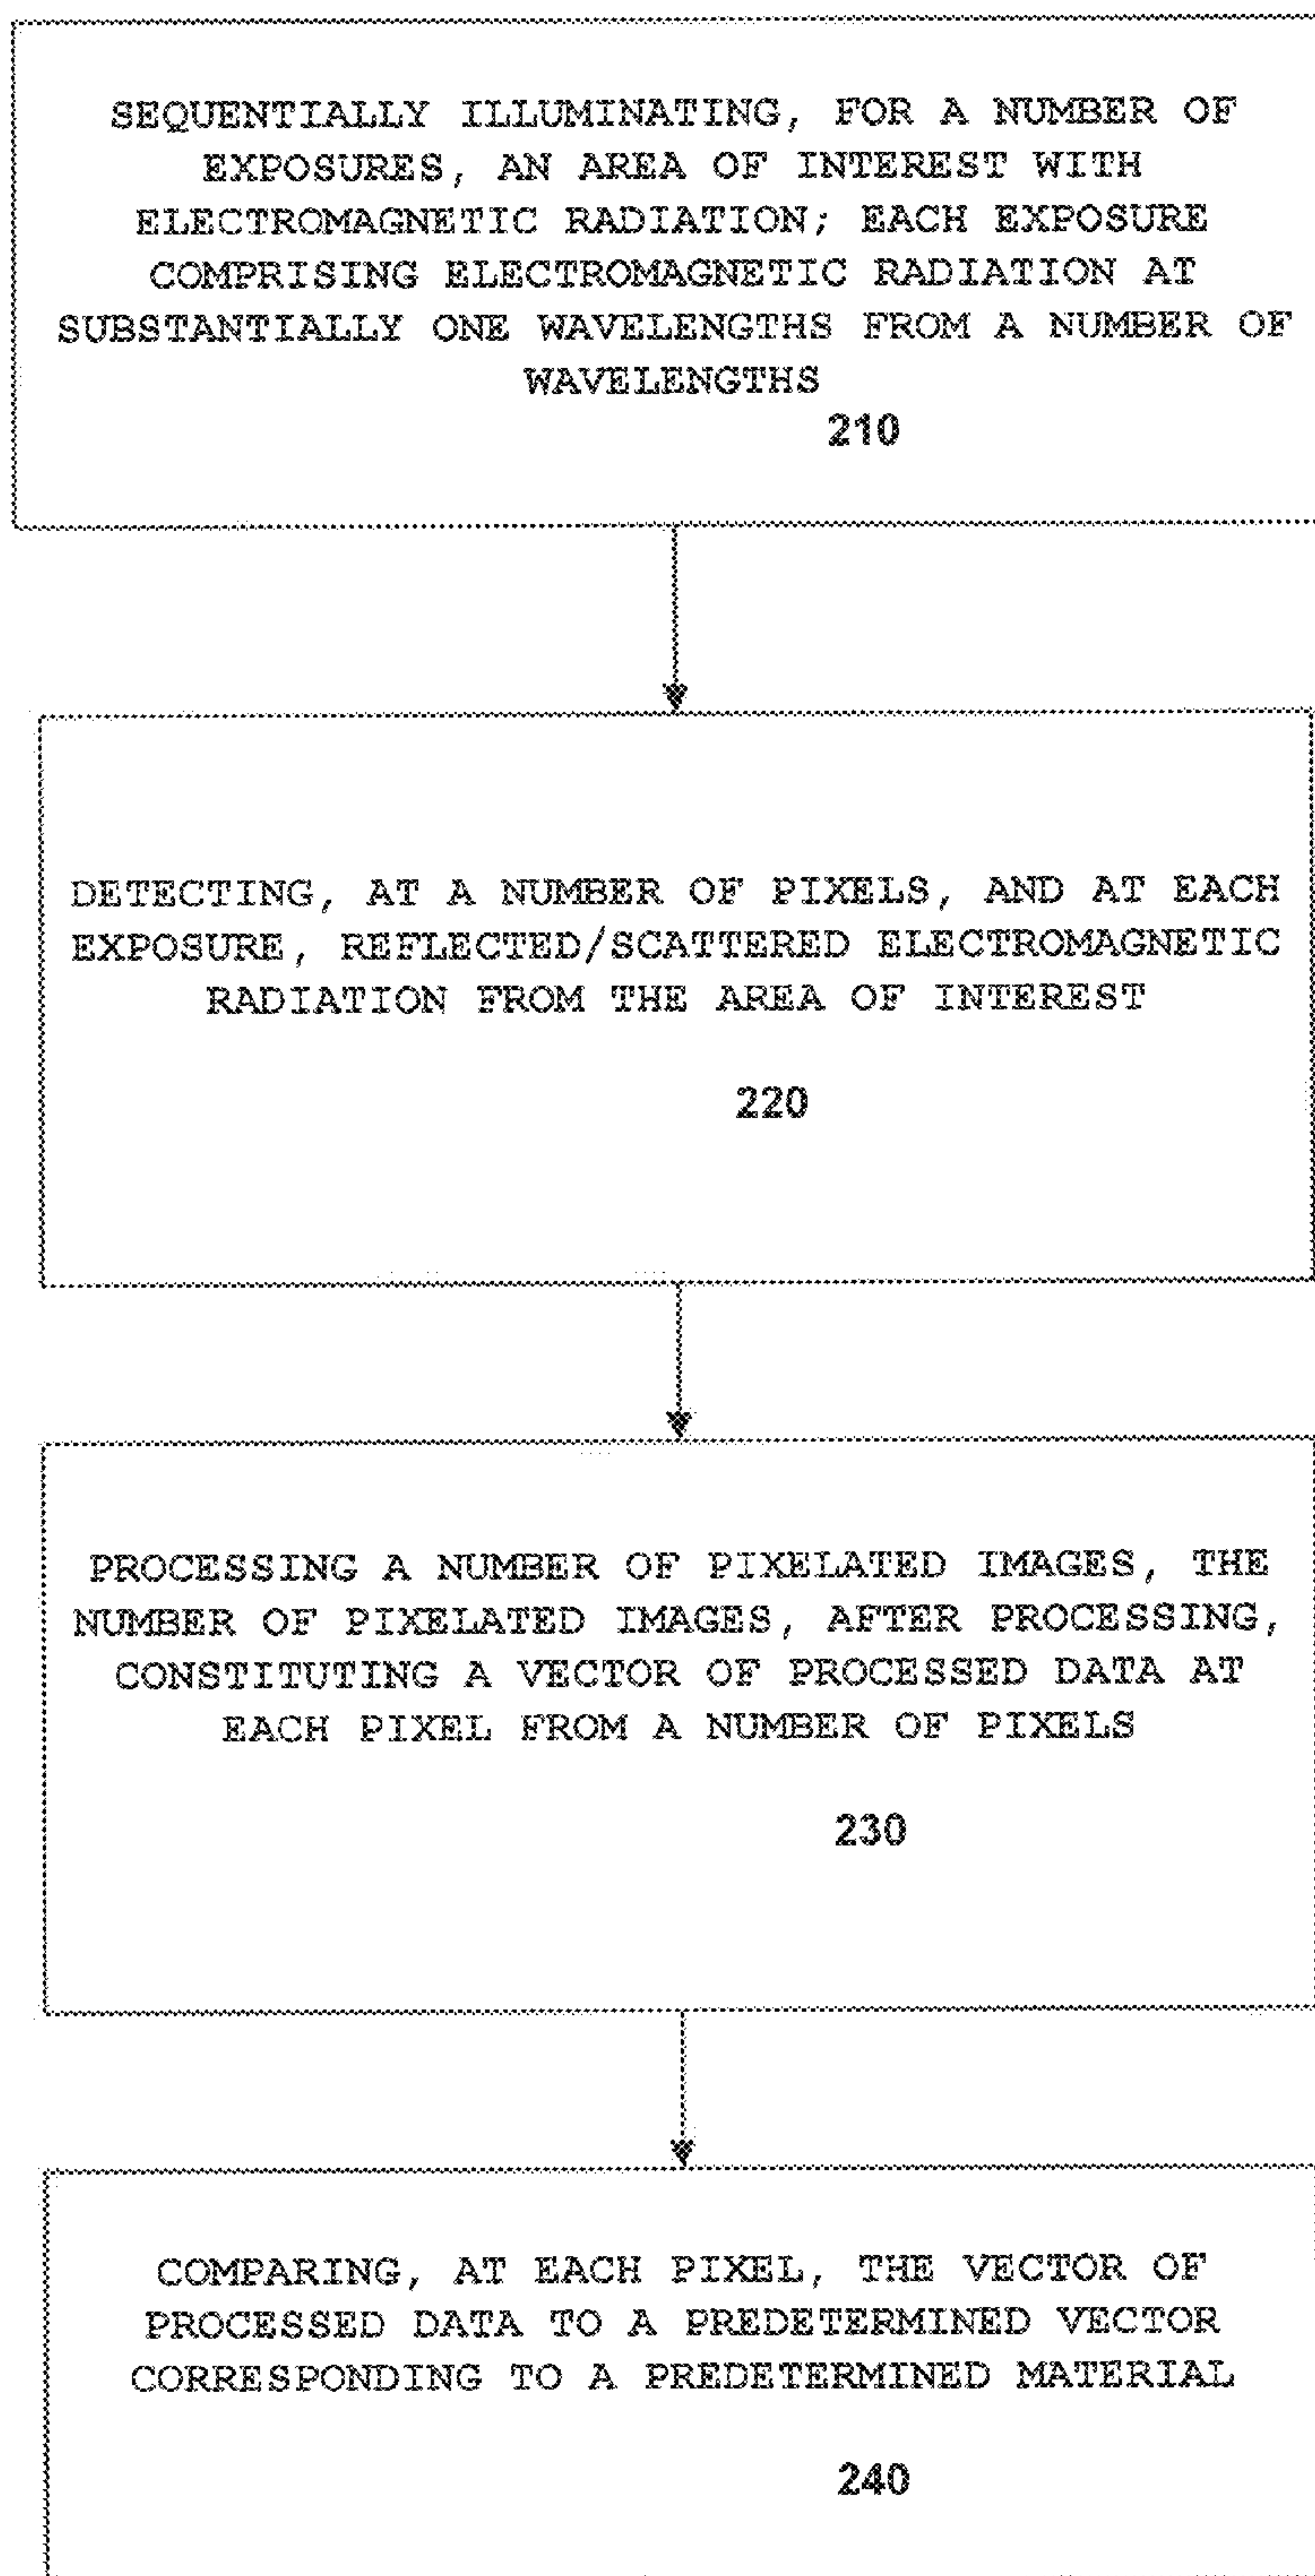 SEQUENTIALLY ILLUMINATING, FOR A NUMBER OF
EXPOSURES, AN AREA OF INTEREST WITH
ELECTROMAGNETIC RADIATION; EACH EXPOSURE
COMPRISING ELECTROMAGNETIC RADIATION AT
SUBSTANTIALLY ONE WAVELENGTHS FROM A NUMBER OF
WAVELENGTHS
210
DETECTING, AT A NUMBER OF PIXELS, AND AT EACH
EXPOSURE, REFLECTED/SCATTERED ELECTROMAGNETIC
RADIATION FROM THE AREA OF INTEREST
220
PROCESSING A NUMBER OF PIXELATED IMAGES, THE
NUMBER OF PIXELATED IMAGES, AFTER PROCESSING,
CONSTITUTING A VECTOR OF PROCESSED DATA AT
EACH PIXEL FROM A NUMBER OF PIXELS
230
COMPARING, AT EACH PIXEL, THE VECTOR OF
PROCESSED DATA TO A PREDETERMINED VECTOR
CORRESPONDING TO A PREDETERMINED MATERIAL
240